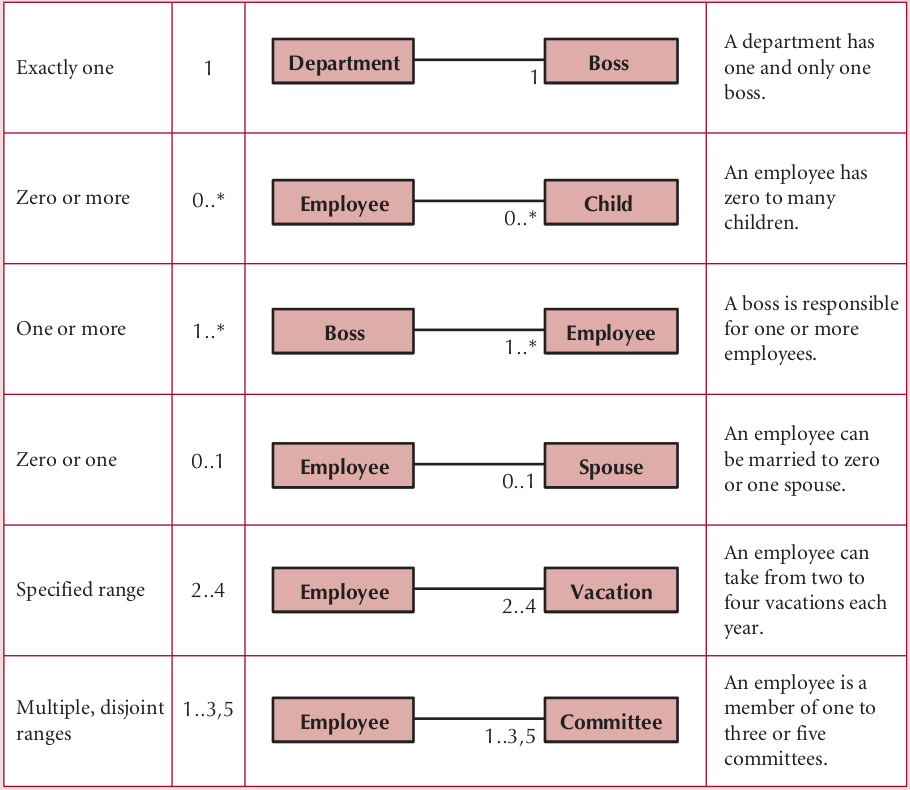 Exactly one
1
Department
1
Boss
A department has
one and only one
boss.
Zero or more
0..*
Employee
0..*
Child
An employee has
zero to many
children.
One or more
1..*
Boss
1..*
Employee
A boss is responsible
for one or more
employees.
Zero or one
0..1
Employee
0..1
Spouse
An employee can
be married to zero
or one spouse.
Specified range
2..4
Employee
2..4
Vacation
An employee can
take from two to
four vacations each
year.
Multiple, disjoint
ranges
1..3,5
Employee
1..3,5
Committee
An employee is a
member of one to
three or five
committees.